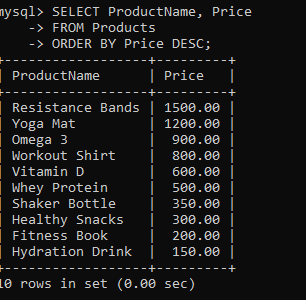 mysql> SELECT ProductName, Price
    -> FROM Products
    -> ORDER BY Price DESC;
+------------------+---------+
| ProductName      | Price   |
+------------------+---------+
| Resistance Bands | 1500.00 |
| Yoga Mat         | 1200.00 |
| Omega 3          |  900.00 |
| Workout Shirt    |  800.00 |
| Vitamin D        |  600.00 |
| Whey Protein     |  500.00 |
| Shaker Bottle    |  350.00 |
| Healthy Snacks   |  300.00 |
| Fitness Book     |  200.00 |
| Hydration Drink  |  150.00 |
+------------------+---------+
10 rows in set (0.00 sec)